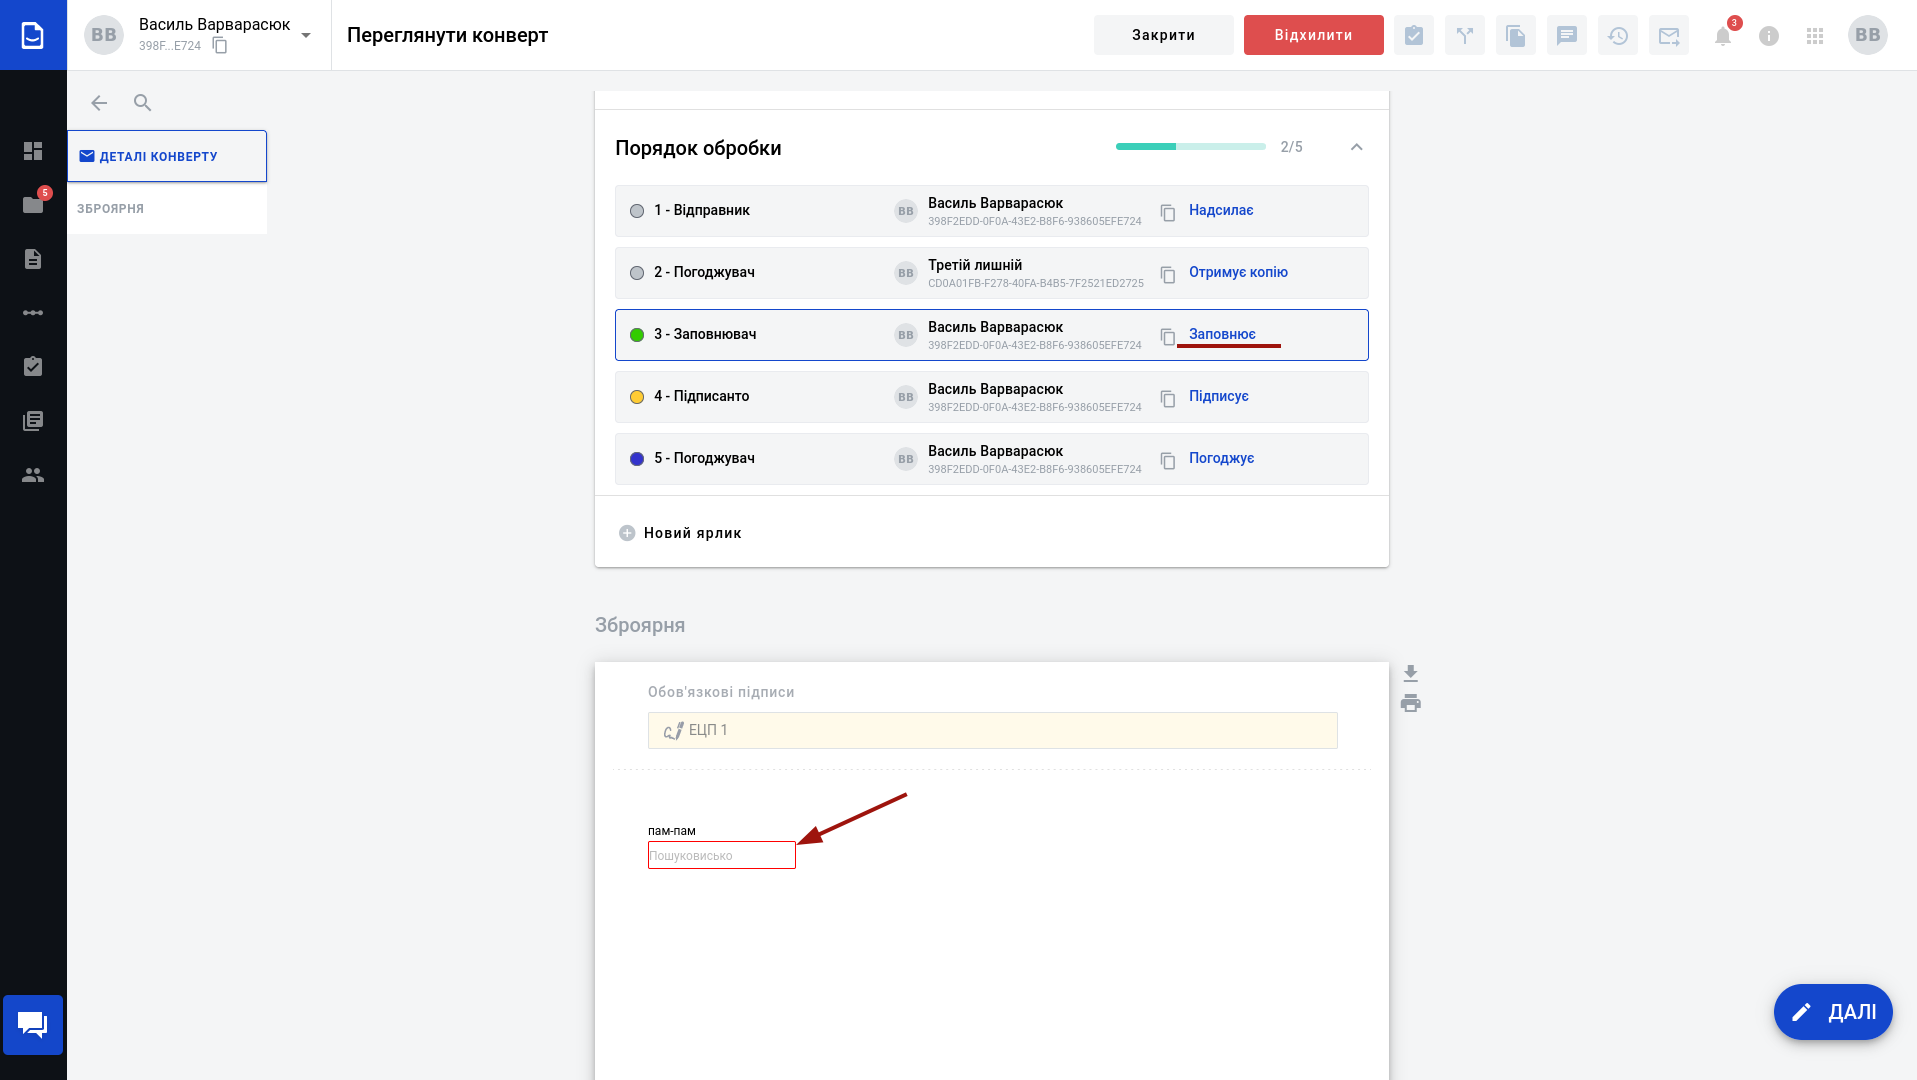 BB
Василь Варварасюк
398F...E724
Переглянути конверт
Закрити
Відхилити
3
BB
5
ДЕТАЛІ КОНВЕРТУ
ЗБРОЯРНЯ
Порядок обробки
2/5
1 - Відправник
BB
Василь Варварасюк
398F2EDD-0F0A-43E2-B8F6-938605EFE724
Надсилає
2 - Погоджувач
BB
Третій лишній
CD0A01FB-F278-40FA-B4B5-7F2521ED2725
Отримує копію
3 - Заповнювач
BB
Василь Варварасюк
398F2EDD-0F0A-43E2-B8F6-938605EFE724
Заповнює
4 - Підписанто
BB
Василь Варварасюк
398F2EDD-0F0A-43E2-B8F6-938605EFE724
Підписує
5 - Погоджувач
BB
Василь Варварасюк
398F2EDD-0F0A-43E2-B8F6-938605EFE724
Погоджує
Новий ярлик
Зброярня
Обов'язкові підписи
ЕЦП 1
пам-пам
Пошуковисько
ДАЛІ